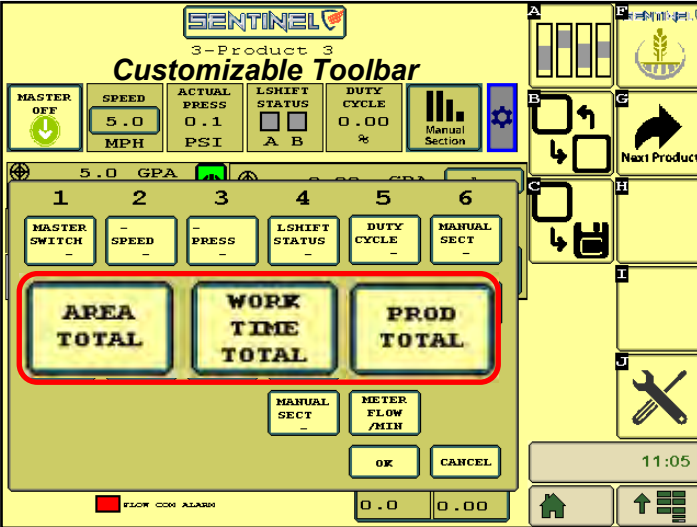 SENTINEL
3-Product 3
Customizable Toolbar
MASTER OFF
SPEED
5.0
MPH
ACTUAL PRESS
0.1
PSI
LSHIFT STATUS
A B
DUTY CYCLE
0.00
%
Manual Section
5.0 GPA
1 2 3 4 5 6
MASTER SWITCH
–
–
SPEED
–
–
PRESS
–
LSHIFT STATUS
–
DUTY CYCLE
–
MANUAL SECT
–
AREA TOTAL
WORK TIME TOTAL
PROD TOTAL
MANUAL SECT
–
METER FLOW /MIN
OK
CANCEL
FLOW COM ALARM
0.0
0.00
A
B
C
F
SENTINEL
G
Next Product
H
I
J
11:05